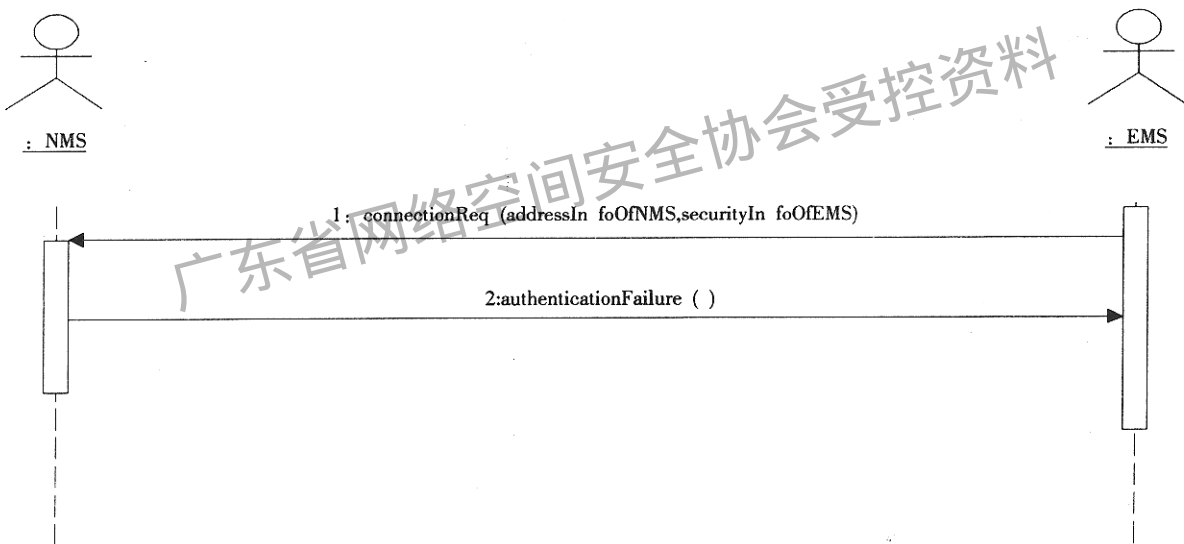 : NMS
: EMS
广东省网络空间安全协会受控资料
1: connectionReq (addressIn foOfNMS,securityIn foOfEMS)
2:authenticationFailure ( )